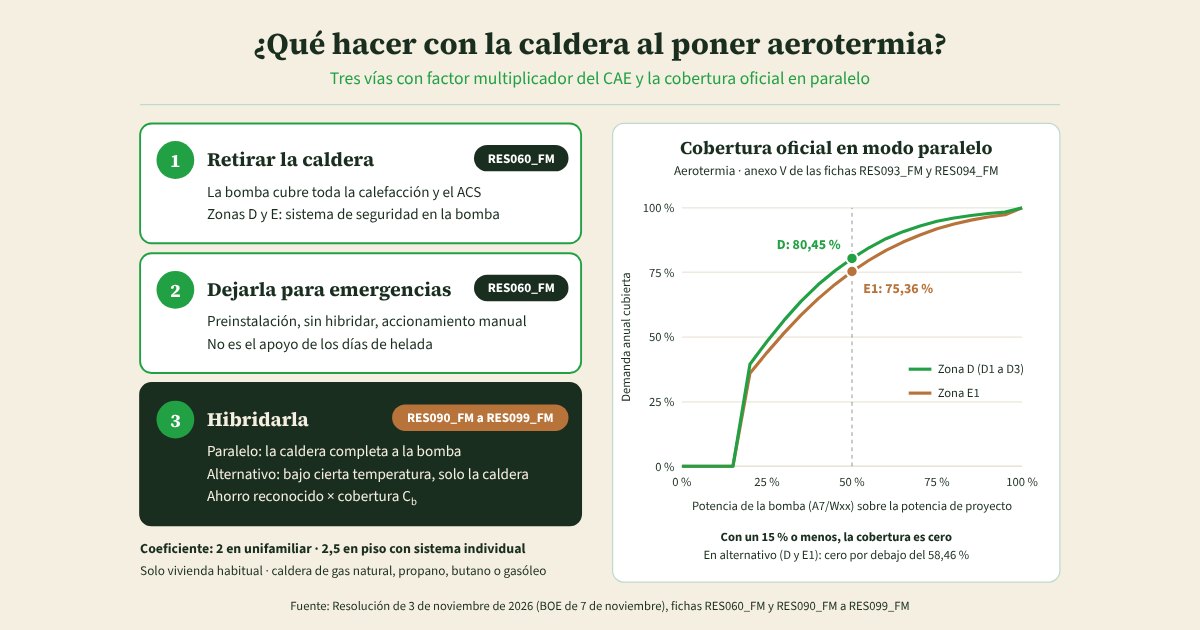 ¿Qué hacer con la caldera al poner aerotermia?
Tres vías con factor multiplicador del CAE y la cobertura oficial en paralelo
1
Retirar la caldera
RES060_FM
La bomba cubre toda la calefacción y el ACS
Zonas D y E: sistema de seguridad en la bomba
2
Dejarla para emergencias
RES060_FM
Preinstalación, sin hibridar, accionamiento manual
No es el apoyo de los días de helada
3
Hibridarla
RES090_FM a RES099_FM
Paralelo: la caldera completa a la bomba
Alternativo: bajo cierta temperatura, solo la caldera
Ahorro reconocido × cobertura Cb
Coeficiente: 2 en unifamiliar · 2,5 en piso con sistema individual
Solo vivienda habitual · caldera de gas natural, propano, butano o gasóleo
Cobertura oficial en modo paralelo
Aerotermia · anexo V de las fichas RES093_FM y RES094_FM
Demanda anual cubierta
100 %
75 %
50 %
25 %
0 %
D: 80,45 %
E1: 75,36 %
Zona D (D1 a D3)
Zona E1
0 %
25 %
50 %
75 %
100 %
Potencia de la bomba (A7/Wxx) sobre la potencia de proyecto
Con un 15 % o menos, la cobertura es cero
En alternativo (D y E1): cero por debajo del 58,46 %
Fuente: Resolución de 3 de noviembre de 2026 (BOE de 7 de noviembre), fichas RES060_FM y RES090_FM a RES099_FM